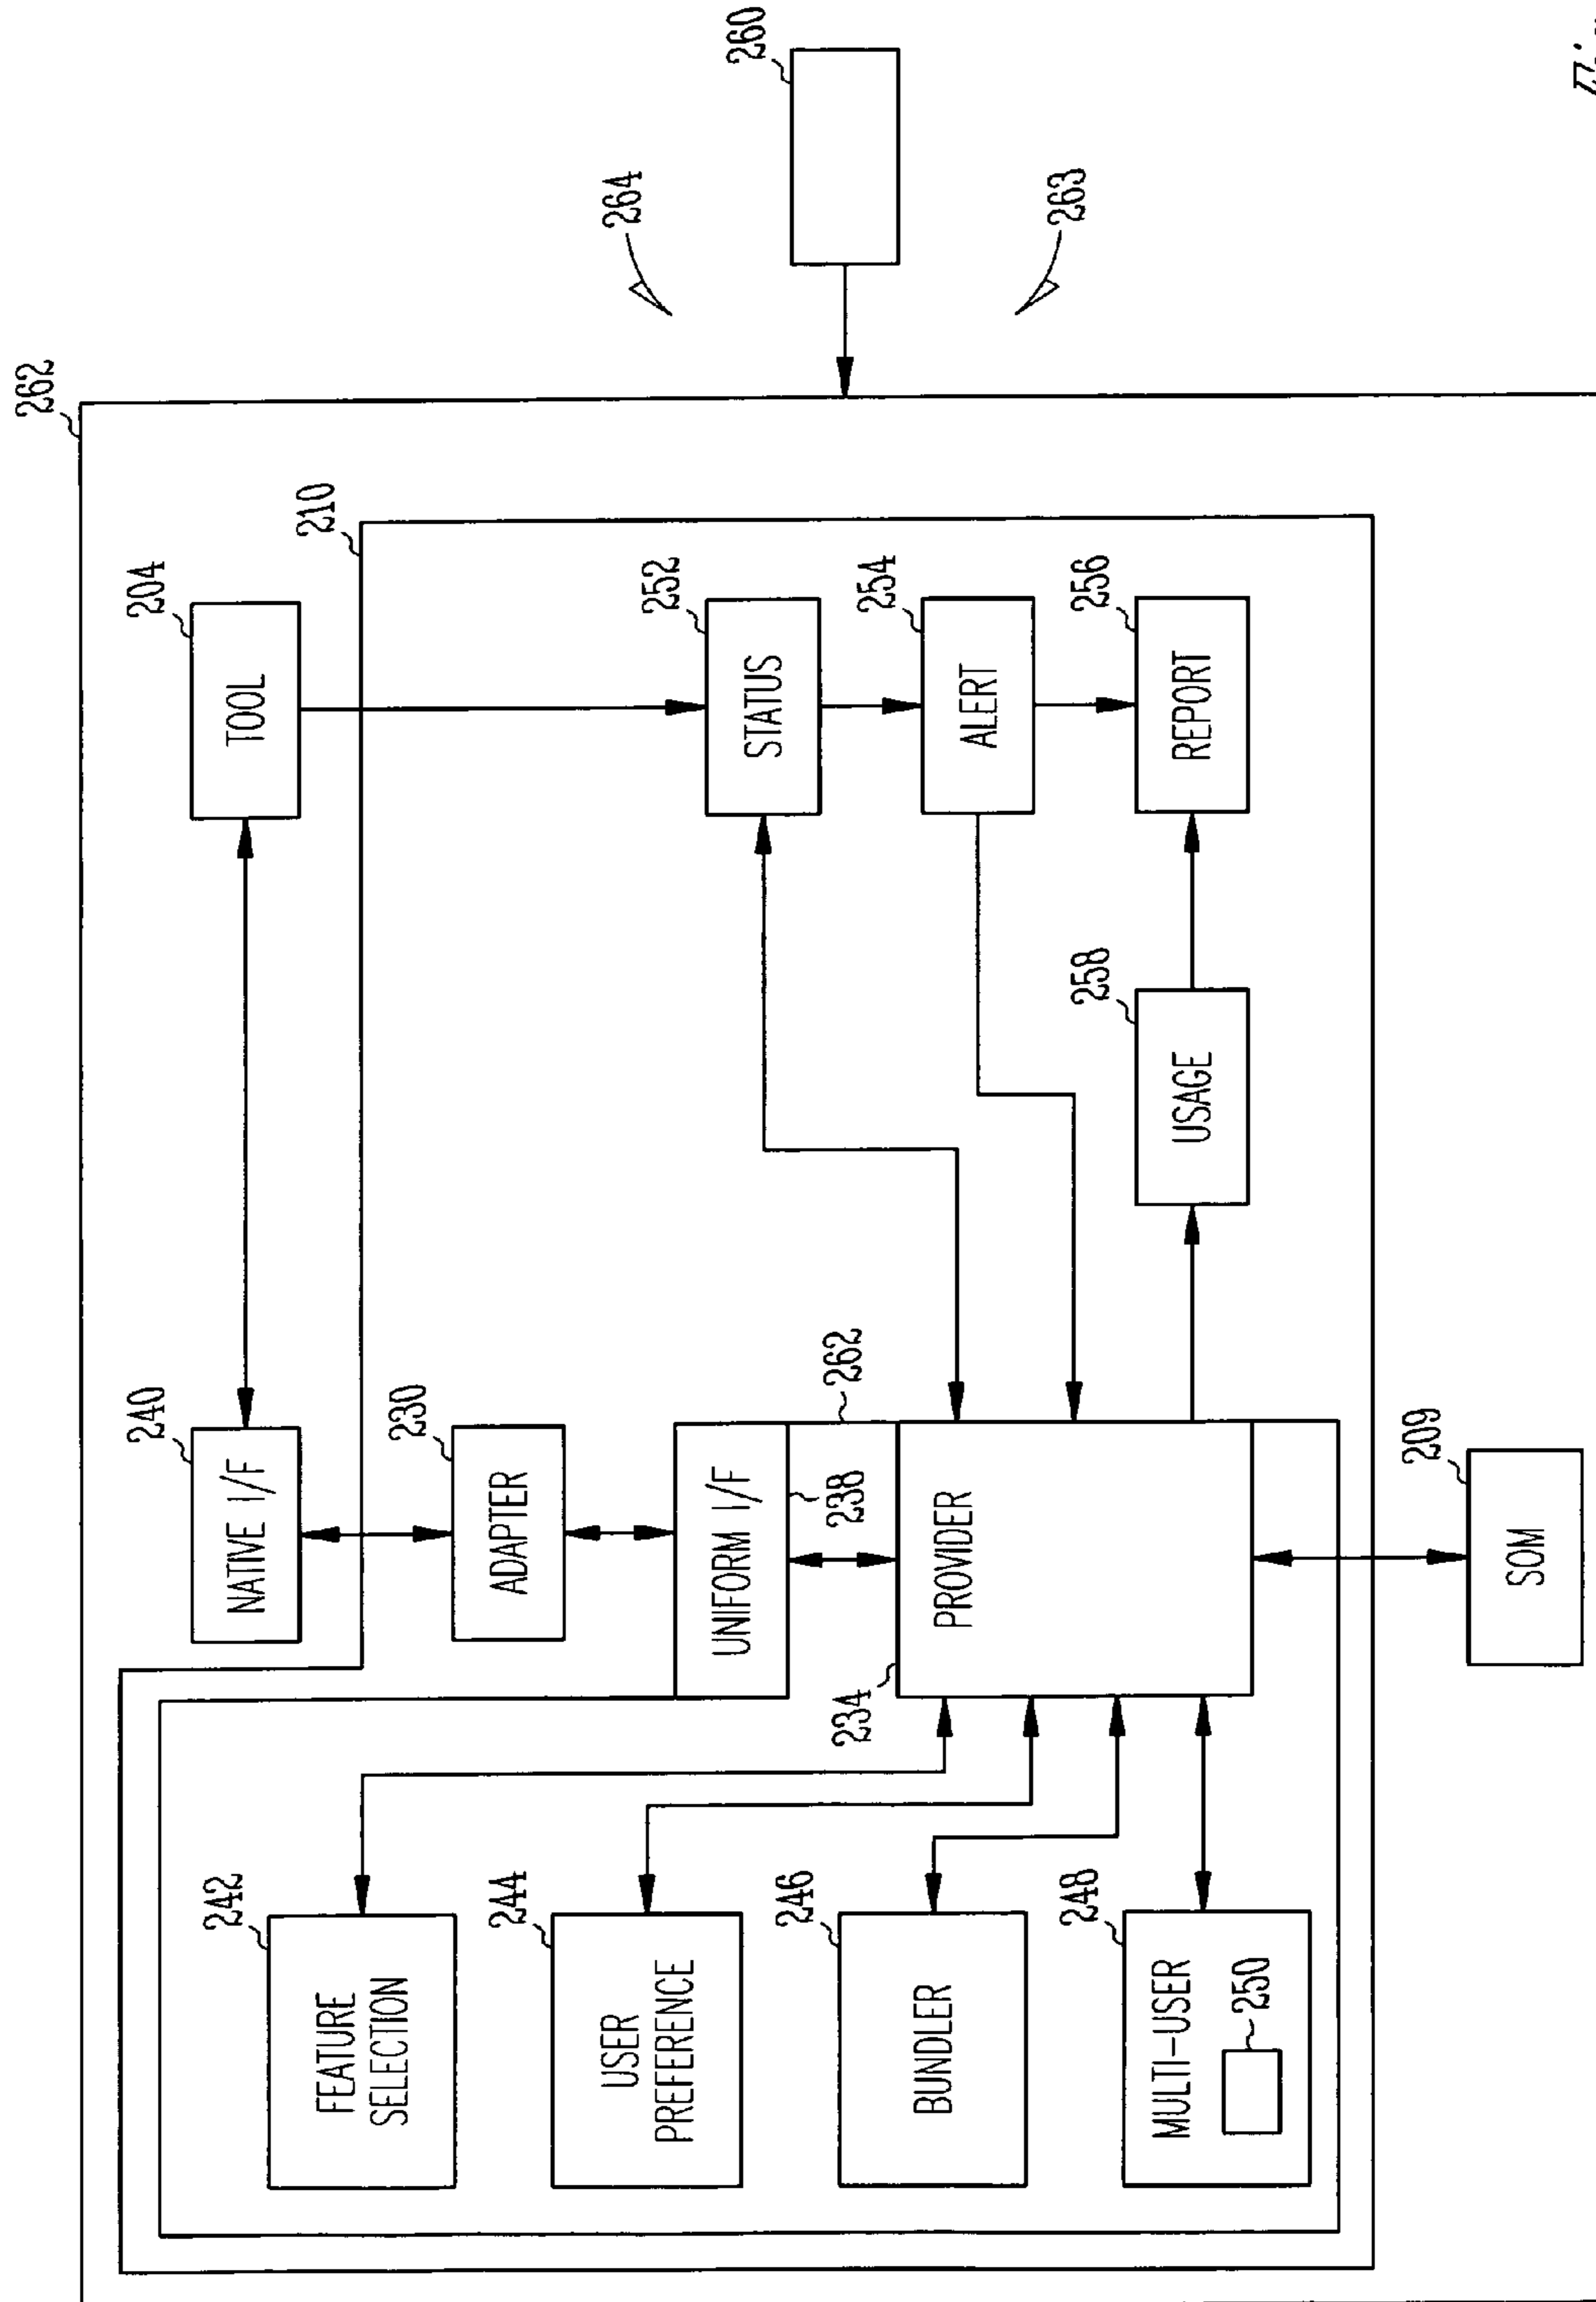 262
240
204
242
NATIVE I/F
TOOL
210
FEATURE
SELECTION
230
244
ADAPTER
USER
PREFERENCE
264
252
UNIFORM I/F
260
STATUS
246
238
262
234
254
BUNDLER
PROVIDER
ALERT
263
248
258
256
MULTI-USER
USAGE
REPORT
250
209
SOM